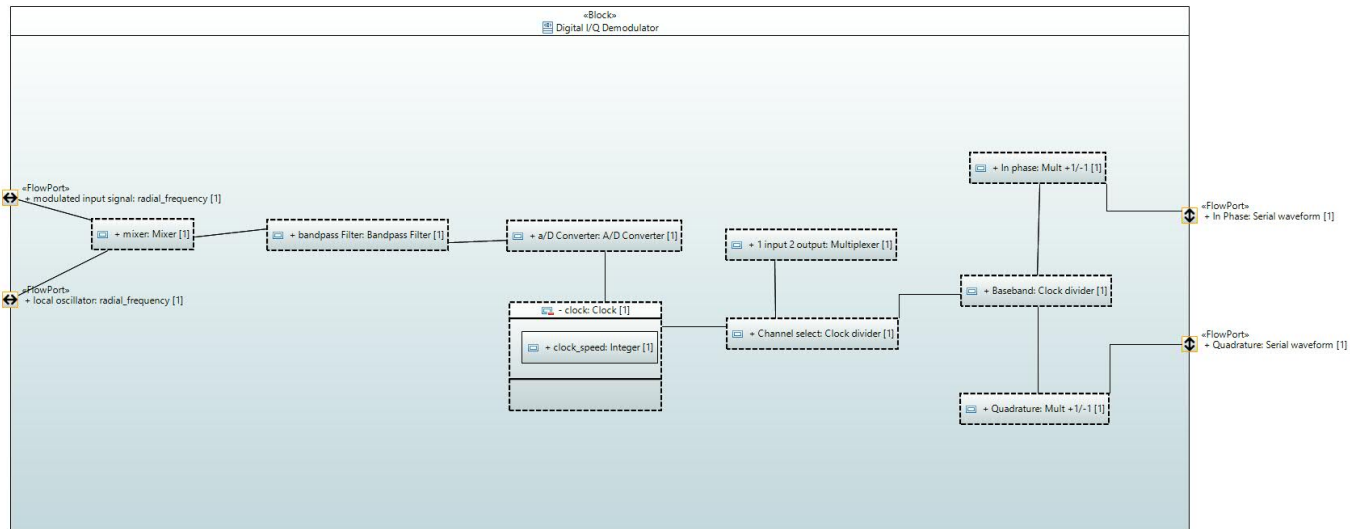 «Block»
Digital I/Q Demodulator
+ In phase: Mult +1/-1 [1]
«FlowPort»
+ modulated input signal: radial_frequency [1]
«FlowPort»
+ In Phase: Serial waveform [1]
+ mixer: Mixer [1]
+ bandpass Filter: Bandpass Filter [1]
+ a/D Converter: A/D Converter [1]
+ 1 input 2 output: Multiplexer [1]
«FlowPort»
+ local oscillator: radial_frequency [1]
+ Baseband: Clock divider [1]
- clock: Clock [1]
+ clock_speed: Integer [1]
+ Channel select: Clock divider [1]
«FlowPort»
+ Quadrature: Serial waveform [1]
+ Quadrature: Mult +1/-1 [1]